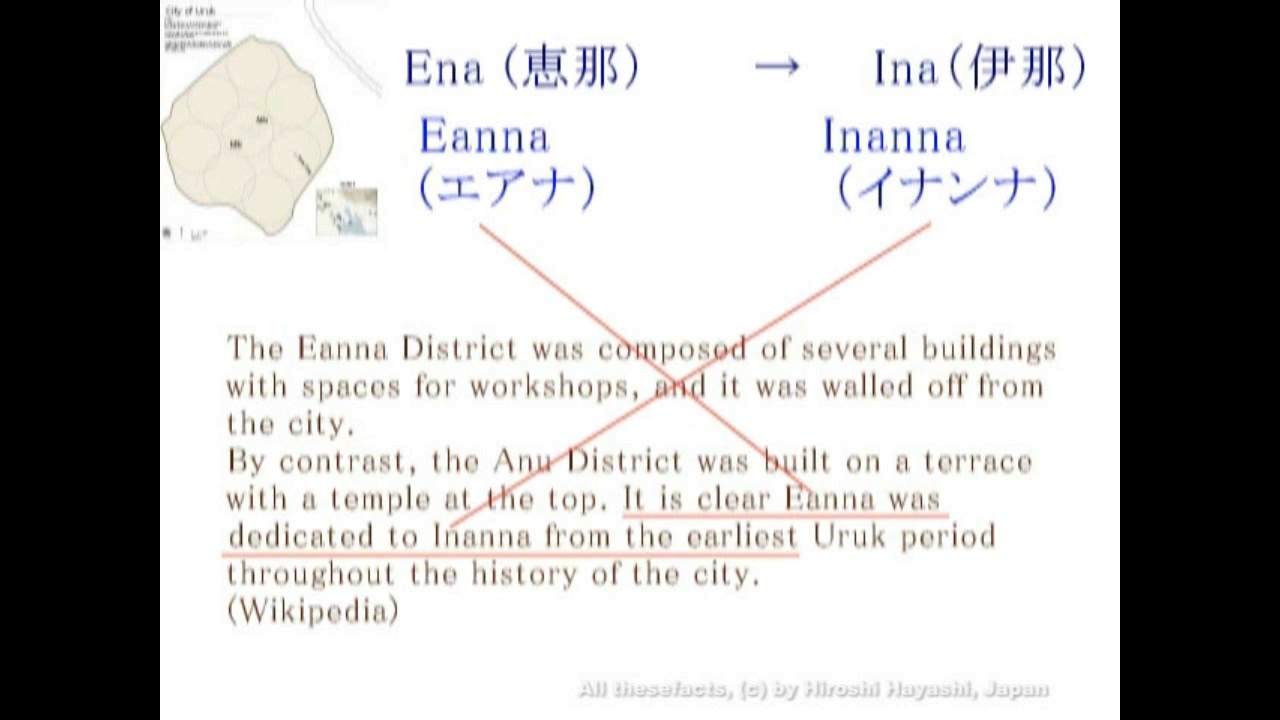 City of Uruk
Ena (恵那) → Ina (伊那)
Eanna Inanna
(エアナ) (イナンナ)
The Eanna District was composed of several buildings
with spaces for workshops, and it was walled off from
the city.
By contrast, the Anu District was built on a terrace
with a temple at the top. It is clear Eanna was
dedicated to Inanna from the earliest Uruk period
throughout the history of the city.
(Wikipedia)
All thesefacts, (c) by Hiroshi Hayashi, Japan